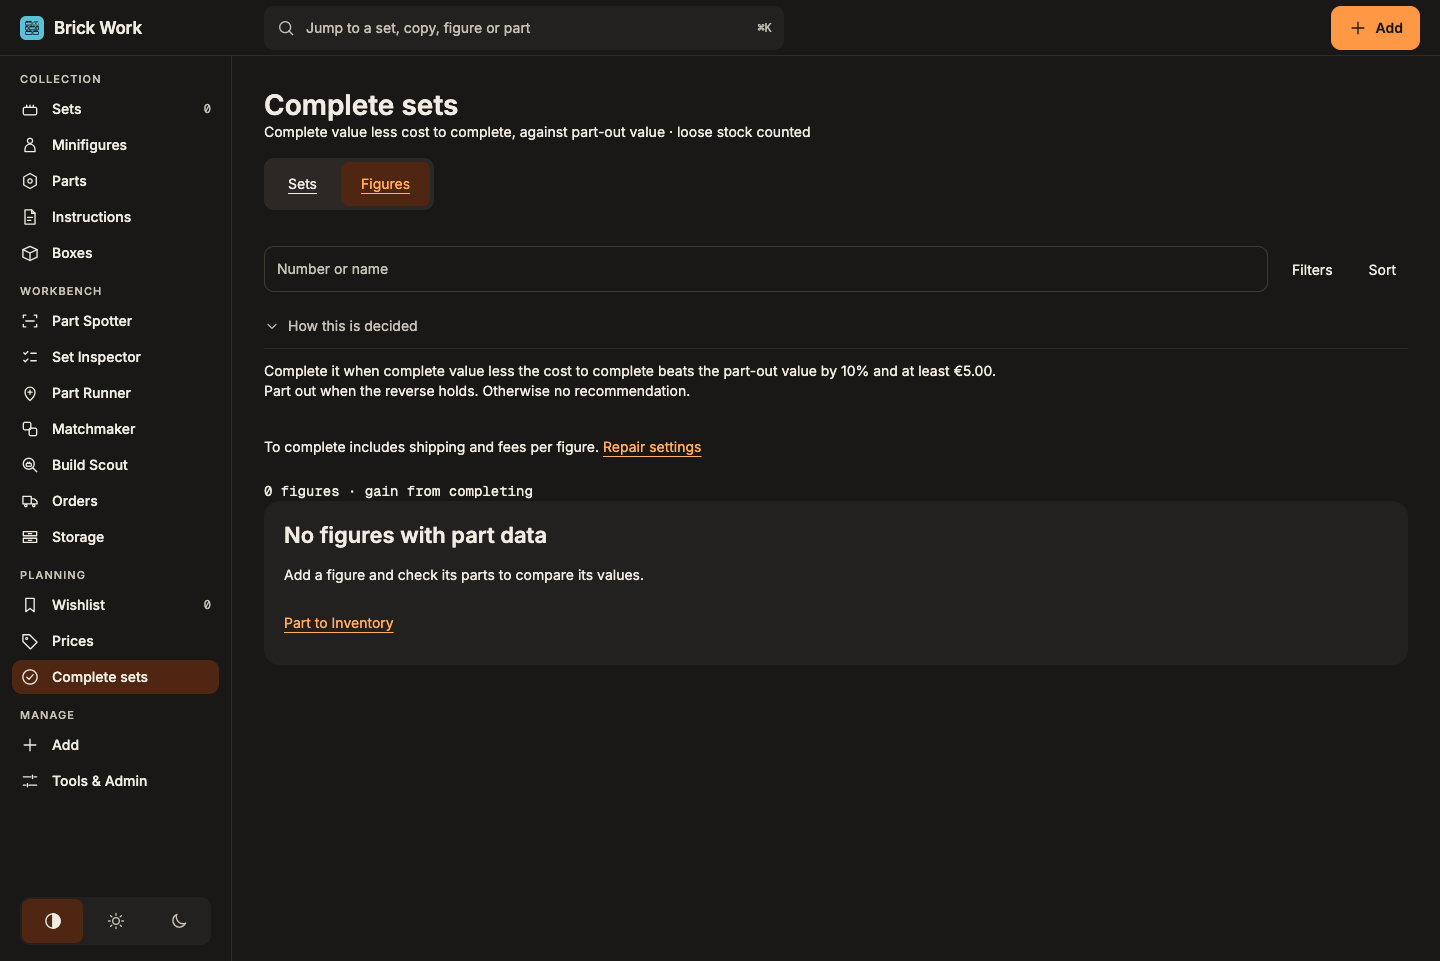 Brick Work
Jump to a set, copy, figure or part
⌘K
Add
COLLECTION
Sets 0
Minifigures
Parts
Instructions
Boxes
WORKBENCH
Part Spotter
Set Inspector
Part Runner
Matchmaker
Build Scout
Orders
Storage
PLANNING
Wishlist 0
Prices
Complete sets
MANAGE
Add
Tools & Admin
Complete sets
Complete value less cost to complete, against part-out value · loose stock counted
Sets Figures
Number or name
Filters Sort
How this is decided
Complete it when complete value less the cost to complete beats the part-out value by 10% and at least €5.00.
Part out when the reverse holds. Otherwise no recommendation.
To complete includes shipping and fees per figure. Repair settings
0 figures · gain from completing
No figures with part data
Add a figure and check its parts to compare its values.
Part to Inventory